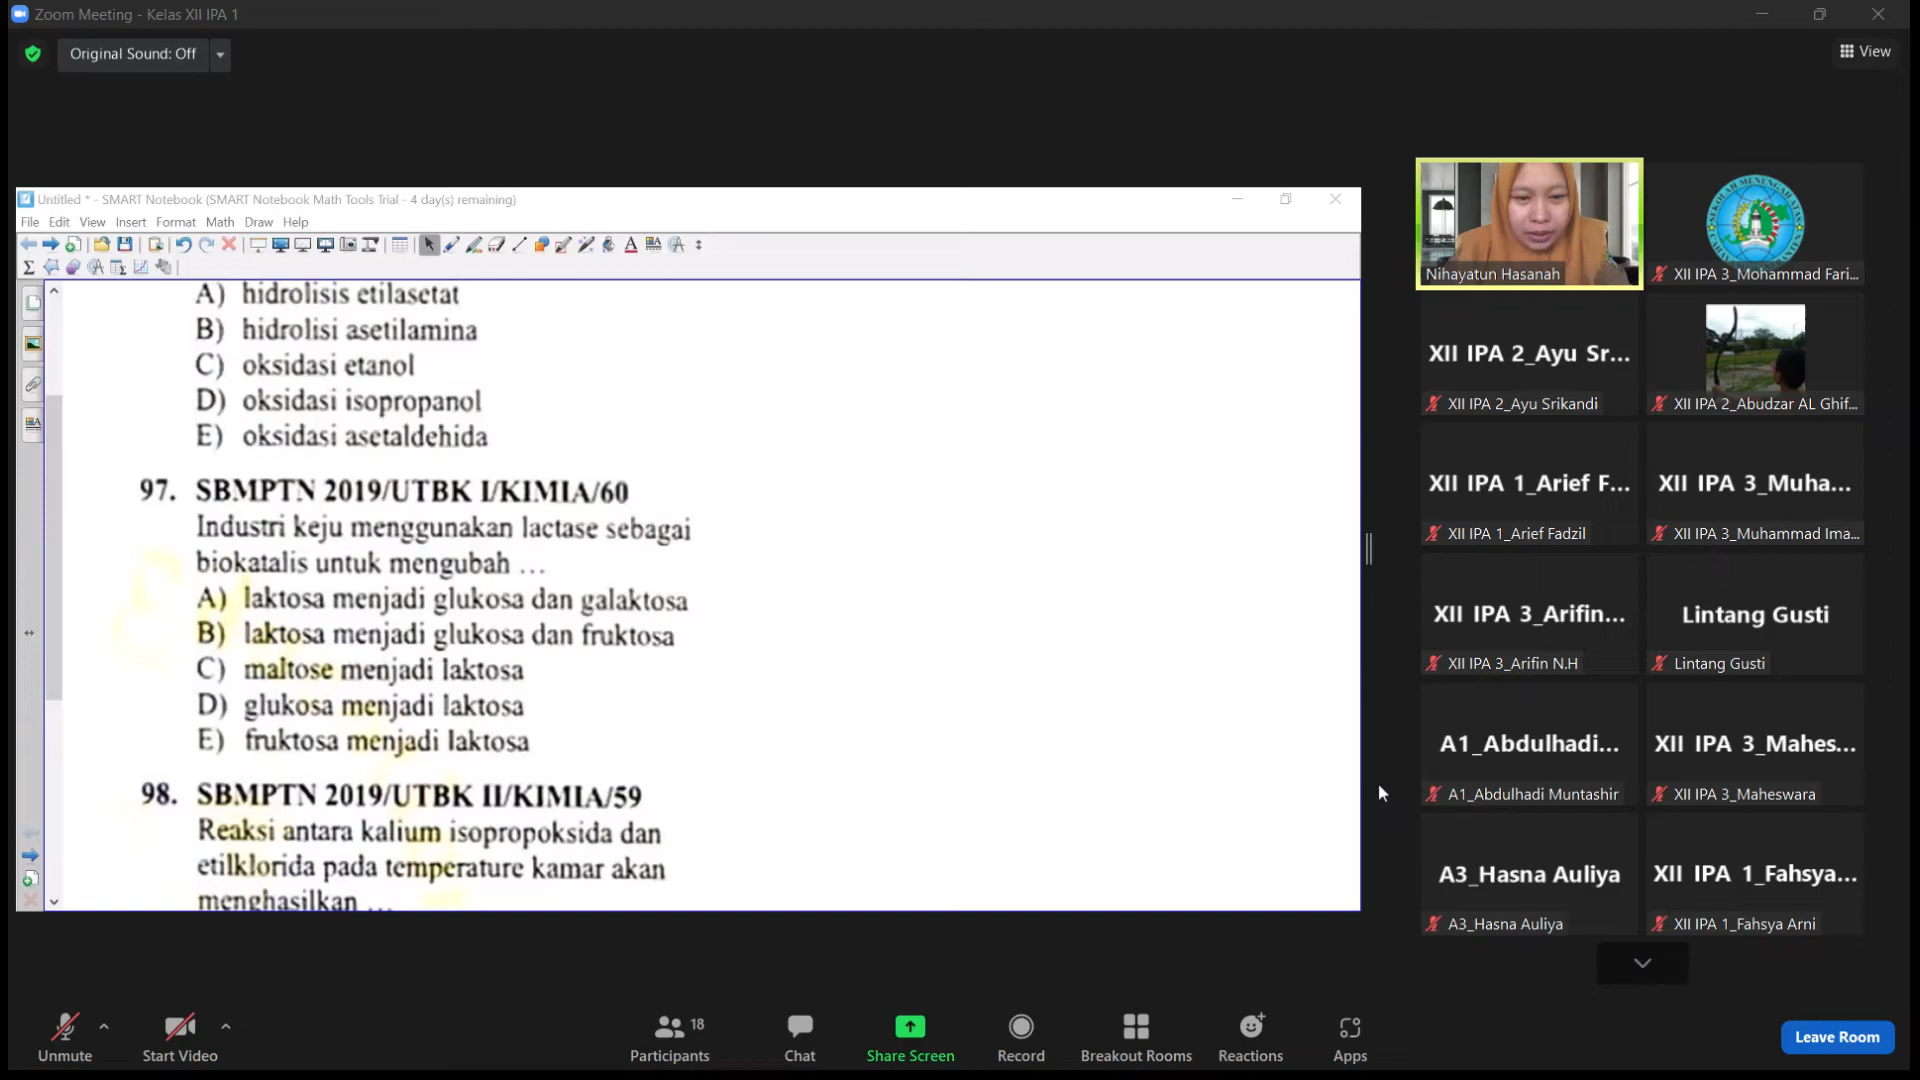 Zoom Meeting - Kelas XII IPA 1
Original Sound: Off
View
Untitled * - SMART Notebook (SMART Notebook Math Tools Trial - 4 day(s) remaining)
File Edit View Insert Format Math Draw Help
A) hidrolisis etilasetat
B) hidrolisi asetilamina
C) oksidasi etanol
D) oksidasi isopropanol
E) oksidasi asetaldehida
97. SBMPTN 2019/UTBK I/KIMIA/60
Industri keju menggunakan lactase sebagai
biokatalis untuk mengubah ...
A) laktosa menjadi glukosa dan galaktosa
B) laktosa menjadi glukosa dan fruktosa
C) maltose menjadi laktosa
D) glukosa menjadi laktosa
E) fruktosa menjadi laktosa
98. SBMPTN 2019/UTBK II/KIMIA/59
Reaksi antara kalium isopropoksida dan
etilklorida pada temperature kamar akan
menghasilkan ...
Nihayatun Hasanah
XII IPA 3_Mohammad Fari...
XII IPA 2_Ayu Sr...
XII IPA 2_Ayu Srikandi
XII IPA 2_Abudzar AL Ghif...
XII IPA 1_Arief F...
XII IPA 3_Muha...
XII IPA 1_Arief Fadzil
XII IPA 3_Muhammad Ima...
XII IPA 3_Arifin...
Lintang Gusti
XII IPA 3_Arifin N.H
Lintang Gusti
A1_Abdulhadi...
XII IPA 3_Mahes...
A1_Abdulhadi Muntashir
XII IPA 3_Maheswara
A3_Hasna Auliya
XII IPA 1_Fahsya...
A3_Hasna Auliya
XII IPA 1_Fahsya Arni
Unmute
Start Video
18
Participants
Chat
Share Screen
Record
Breakout Rooms
Reactions
Apps
Leave Room